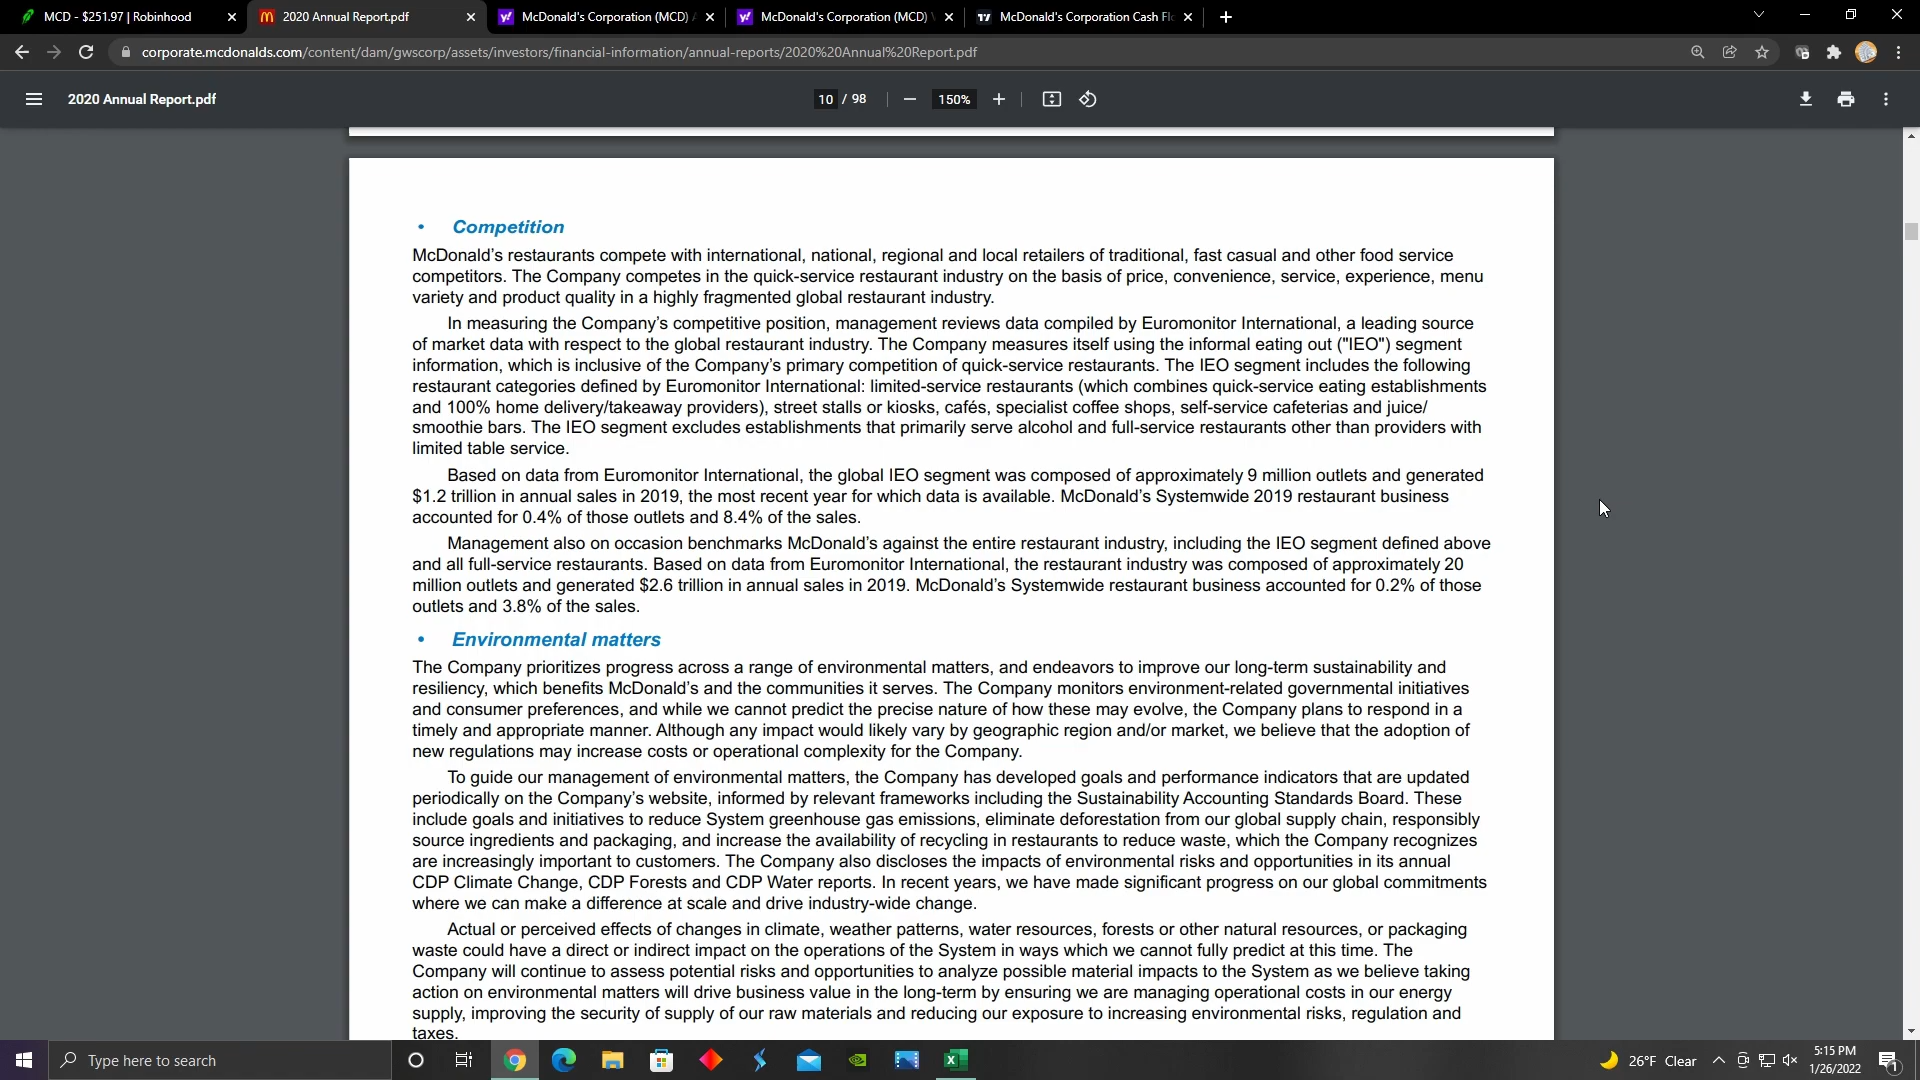 MCD - $251.97 | Robinhood
2020 Annual Report.pdf
McDonald's Corporation (MCD)
McDonald's Corporation (MCD)
McDonald's Corporation Cash Fl
corporate.mcdonalds.com/content/dam/gwscorp/assets/investors/financial-information/annual-reports/2020%20Annual%20Report.pdf
2020 Annual Report.pdf
10 / 98
150%
• Competition
McDonald's restaurants compete with international, national, regional and local retailers of traditional, fast casual and other food service
competitors. The Company competes in the quick-service restaurant industry on the basis of price, convenience, service, experience, menu
variety and product quality in a highly fragmented global restaurant industry.
In measuring the Company's competitive position, management reviews data compiled by Euromonitor International, a leading source
of market data with respect to the global restaurant industry. The Company measures itself using the informal eating out ("IEO") segment
information, which is inclusive of the Company's primary competition of quick-service restaurants. The IEO segment includes the following
restaurant categories defined by Euromonitor International: limited-service restaurants (which combines quick-service eating establishments
and 100% home delivery/takeaway providers), street stalls or kiosks, cafés, specialist coffee shops, self-service cafeterias and juice/
smoothie bars. The IEO segment excludes establishments that primarily serve alcohol and full-service restaurants other than providers with
limited table service.
Based on data from Euromonitor International, the global IEO segment was composed of approximately 9 million outlets and generated
$1.2 trillion in annual sales in 2019, the most recent year for which data is available. McDonald's Systemwide 2019 restaurant business
accounted for 0.4% of those outlets and 8.4% of the sales.
Management also on occasion benchmarks McDonald's against the entire restaurant industry, including the IEO segment defined above
and all full-service restaurants. Based on data from Euromonitor International, the restaurant industry was composed of approximately 20
million outlets and generated $2.6 trillion in annual sales in 2019. McDonald's Systemwide restaurant business accounted for 0.2% of those
outlets and 3.8% of the sales.
• Environmental matters
The Company prioritizes progress across a range of environmental matters, and endeavors to improve our long-term sustainability and
resiliency, which benefits McDonald's and the communities it serves. The Company monitors environment-related governmental initiatives
and consumer preferences, and while we cannot predict the precise nature of how these may evolve, the Company plans to respond in a
timely and appropriate manner. Although any impact would likely vary by geographic region and/or market, we believe that the adoption of
new regulations may increase costs or operational complexity for the Company.
To guide our management of environmental matters, the Company has developed goals and performance indicators that are updated
periodically on the Company's website, informed by relevant frameworks including the Sustainability Accounting Standards Board. These
include goals and initiatives to reduce System greenhouse gas emissions, eliminate deforestation from our global supply chain, responsibly
source ingredients and packaging, and increase the availability of recycling in restaurants to reduce waste, which the Company recognizes
are increasingly important to customers. The Company also discloses the impacts of environmental risks and opportunities in its annual
CDP Climate Change, CDP Forests and CDP Water reports. In recent years, we have made significant progress on our global commitments
where we can make a difference at scale and drive industry-wide change.
Actual or perceived effects of changes in climate, weather patterns, water resources, forests or other natural resources, or packaging
waste could have a direct or indirect impact on the operations of the System in ways which we cannot fully predict at this time. The
Company will continue to assess potential risks and opportunities to analyze possible material impacts to the System as we believe taking
action on environmental matters will drive business value in the long-term by ensuring we are managing operational costs in our energy
supply, improving the security of supply of our raw materials and reducing our exposure to increasing environmental risks, regulation and
taxes.
Type here to search
26°F Clear
5:15 PM
1/26/2022
1